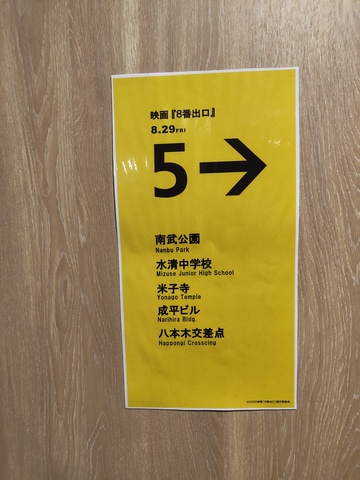 映画『8番出口』
8.29FRI
5→
南武公園
Nanbu Park
水清中学校
Mizuse Junior High School
米子寺
Yonago Temple
成平ビル
Narihira Bldg.
八本木交差点
Happongi Crosscing